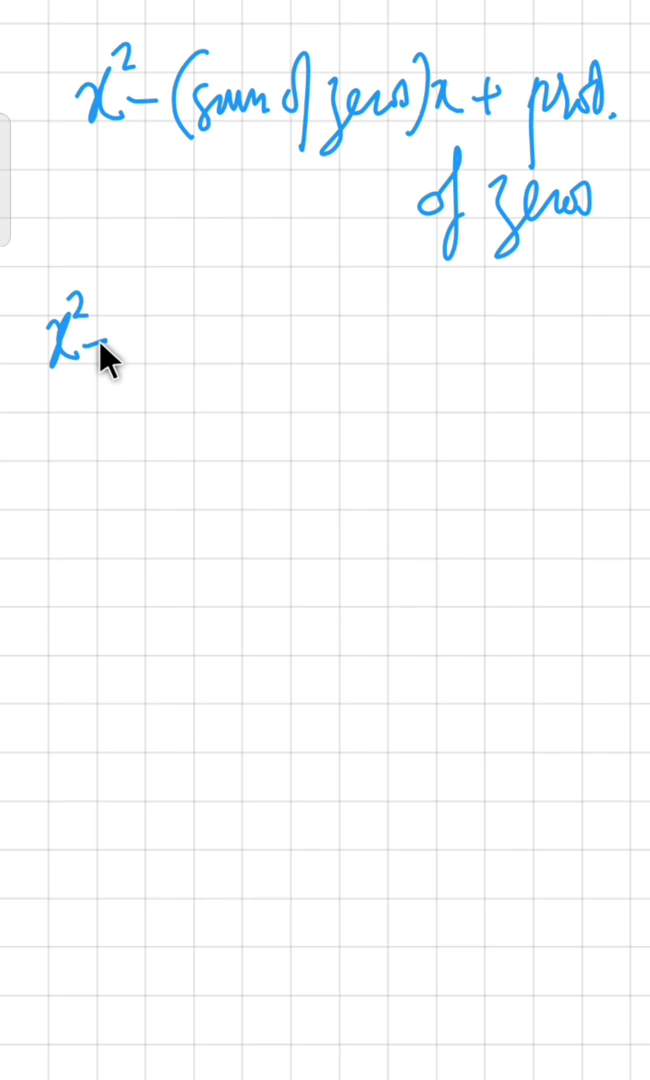 x² - (sum of zeros)x + prod.
of zeros
x² -